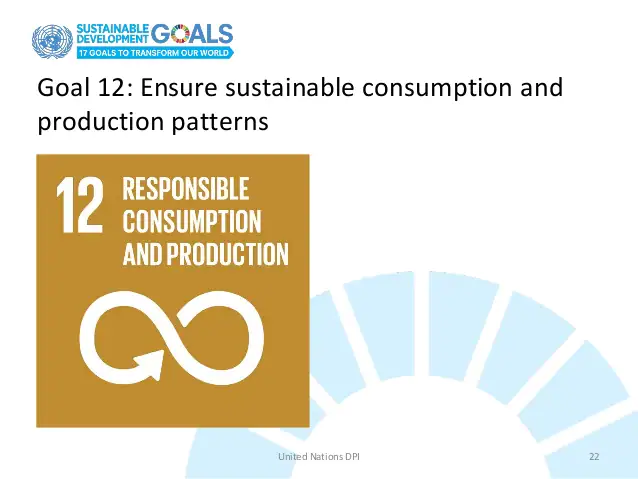 SUSTAINABLE
DEVELOPMENT GOALS
17 GOALS TO TRANSFORM OUR WORLD
Goal 12: Ensure sustainable consumption and
production patterns
12 RESPONSIBLE
CONSUMPTION
AND PRODUCTION
United Nations DPI
22